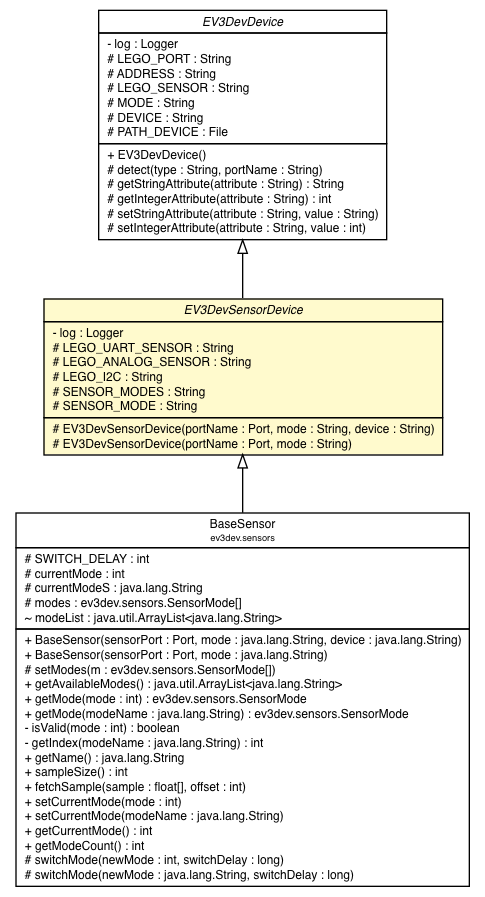 EV3DevDevice
- log : Logger
# LEGO_PORT : String
# ADDRESS : String
# LEGO_SENSOR : String
# MODE : String
# DEVICE : String
# PATH_DEVICE : File
+ EV3DevDevice()
# detect(type : String, portName : String)
# getStringAttribute(attribute : String) : String
# getIntegerAttribute(attribute : String) : int
# setStringAttribute(attribute : String, value : String)
# setIntegerAttribute(attribute : String, value : int)
EV3DevSensorDevice
- log : Logger
# LEGO_UART_SENSOR : String
# LEGO_ANALOG_SENSOR : String
# LEGO_I2C : String
# SENSOR_MODES : String
# SENSOR_MODE : String
# EV3DevSensorDevice(portName : Port, mode : String, device : String)
# EV3DevSensorDevice(portName : Port, mode : String)
BaseSensor
ev3dev.sensors
# SWITCH_DELAY : int
# currentMode : int
# currentModeS : java.lang.String
# modes : ev3dev.sensors.SensorMode[]
~ modeList : java.util.ArrayList<java.lang.String>
+ BaseSensor(sensorPort : Port, mode : java.lang.String, device : java.lang.String)
+ BaseSensor(sensorPort : Port, mode : java.lang.String)
# setModes(m : ev3dev.sensors.SensorMode[])
+ getAvailableModes() : java.util.ArrayList<java.lang.String>
+ getMode(mode : int) : ev3dev.sensors.SensorMode
+ getMode(modeName : java.lang.String) : ev3dev.sensors.SensorMode
- isValid(mode : int) : boolean
- getIndex(modeName : java.lang.String) : int
+ getName() : java.lang.String
+ sampleSize() : int
+ fetchSample(sample : float[], offset : int)
+ setCurrentMode(mode : int)
+ setCurrentMode(modeName : java.lang.String)
+ getCurrentMode() : int
+ getModeCount() : int
# switchMode(newMode : int, switchDelay : long)
# switchMode(newMode : java.lang.String, switchDelay : long)